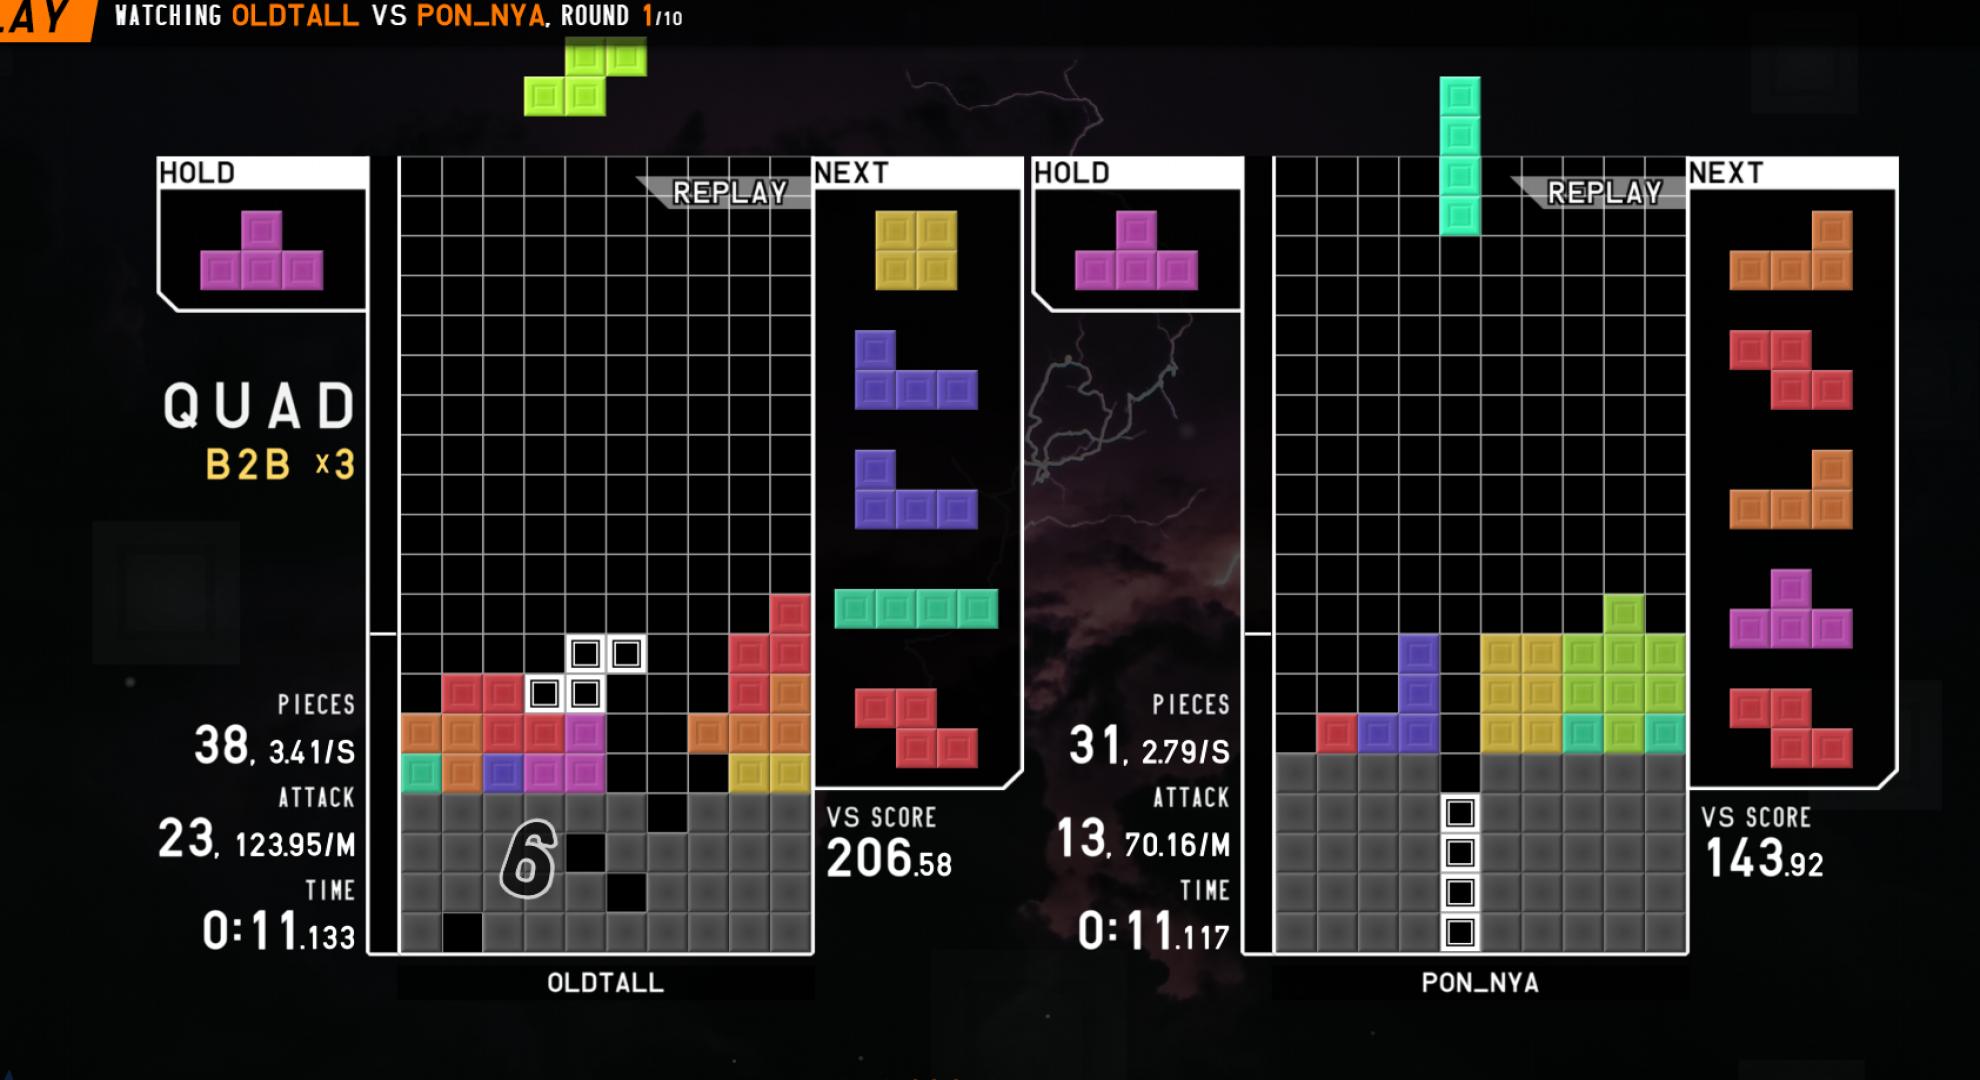 LAY
WATCHING OLDTALL VS PON_NYA, ROUND 1/10
HOLD
REPLAY
NEXT
QUAD
B2B ×3
PIECES
38, 3.41/S
ATTACK
23, 123.95/M
TIME
0:11.133
6
VS SCORE
206.58
OLDTALL
HOLD
REPLAY
NEXT
PIECES
31, 2.79/S
ATTACK
13, 70.16/M
TIME
0:11.117
VS SCORE
143.92
PON_NYA